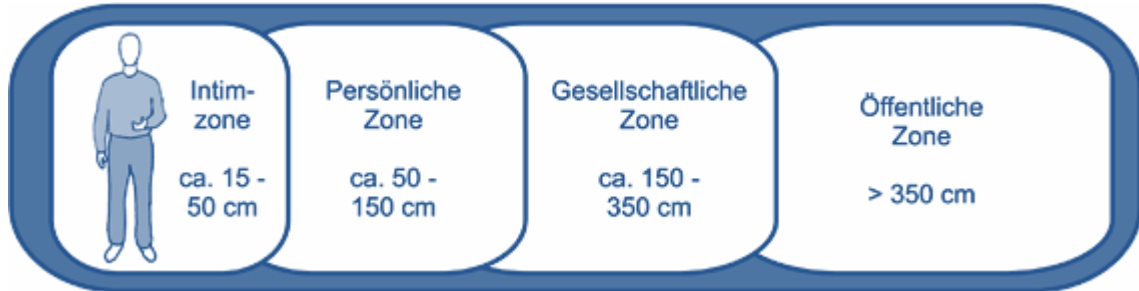 Intim-
zone
ca. 15 -
50 cm
Persönliche
Zone
ca. 50 -
150 cm
Gesellschaftliche
Zone
ca. 150 -
350 cm
Öffentliche
Zone
> 350 cm